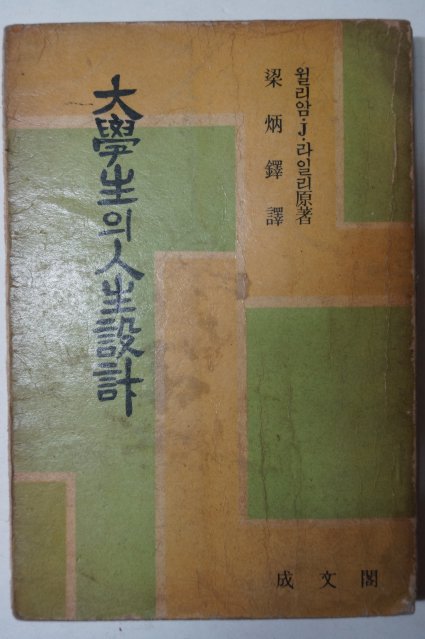 大學生의人生設計
윌리암·J·라일리原著
梁炳鐸譯
成文閣